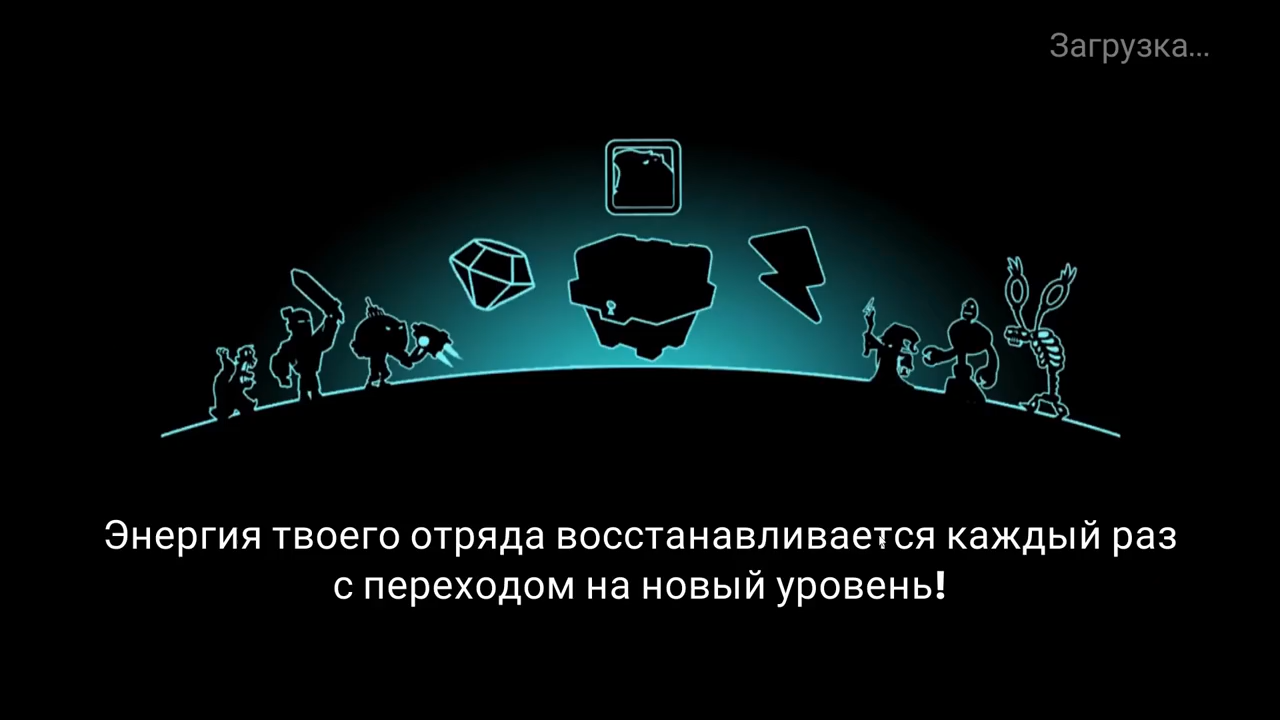 Загрузка...
Энергия твоего отряда восстанавливается каждый раз
с переходом на новый уровень!